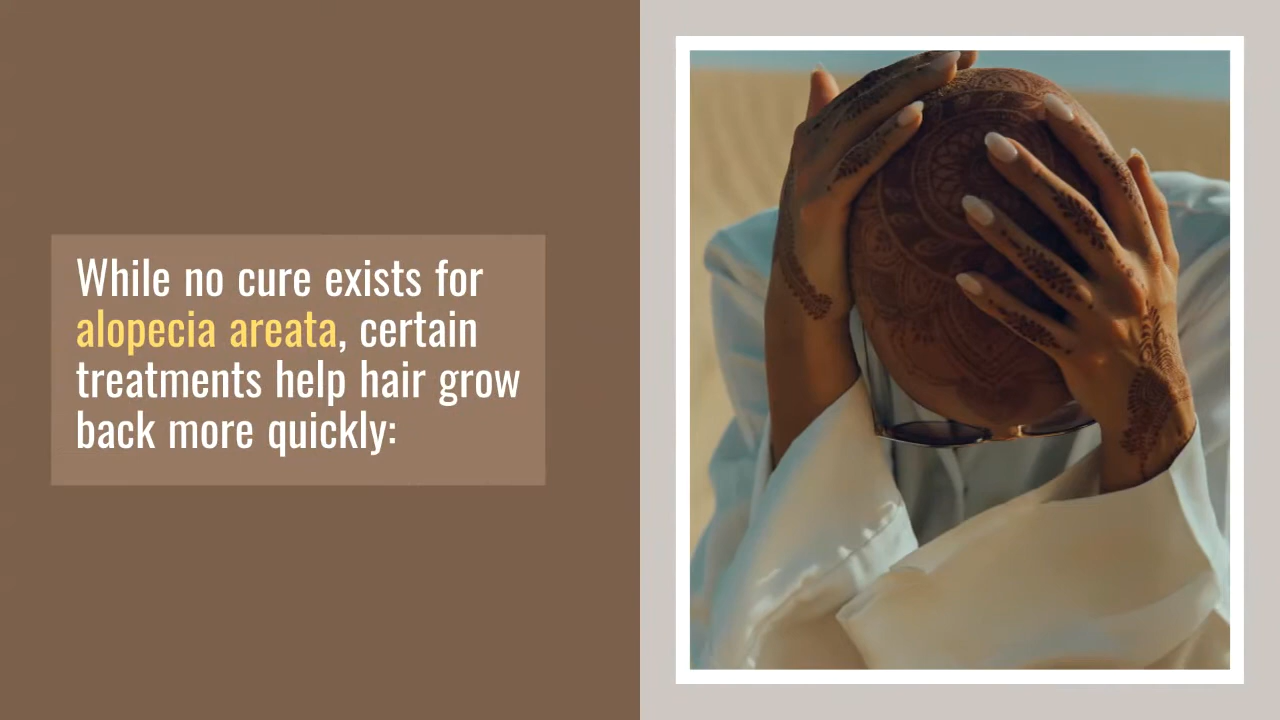 While no cure exists for
alopecia areata, certain
treatments help hair grow
back more quickly: